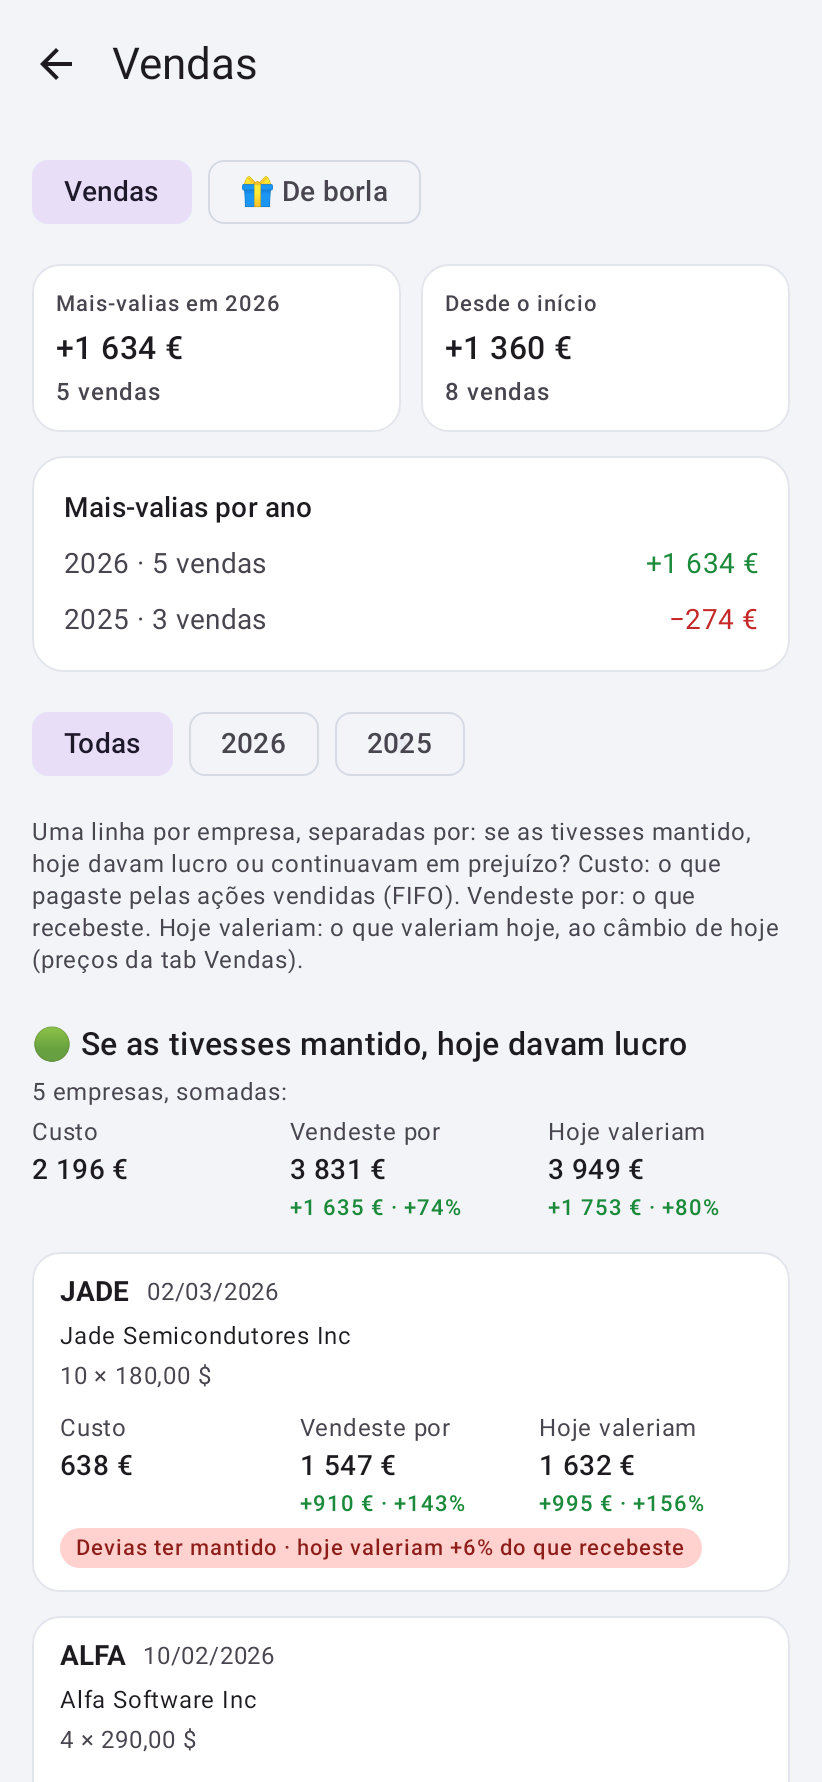 Vendas
Vendas
🎁 De borla
Mais-valias em 2026
+1 634 €
5 vendas
Desde o início
+1 360 €
8 vendas
Mais-valias por ano
2026 · 5 vendas +1 634 €
2025 · 3 vendas −274 €
Todas 2026 2025
Uma linha por empresa, separadas por: se as tivesses mantido,
hoje davam lucro ou continuavam em prejuízo? Custo: o que
pagaste pelas ações vendidas (FIFO). Vendeste por: o que
recebeste. Hoje valeriam: o que valeriam hoje, ao câmbio de hoje
(preços da tab Vendas).
🟢 Se as tivesses mantido, hoje davam lucro
5 empresas, somadas:
Custo Vendeste por Hoje valeriam
2 196 € 3 831 € 3 949 €
+1 635 € · +74% +1 753 € · +80%
JADE 02/03/2026
Jade Semicondutores Inc
10 × 180,00 $
Custo Vendeste por Hoje valeriam
638 € 1 547 € 1 632 €
+910 € · +143% +995 € · +156%
Devias ter mantido · hoje valeriam +6% do que recebeste
ALFA 10/02/2026
Alfa Software Inc
4 × 290,00 $